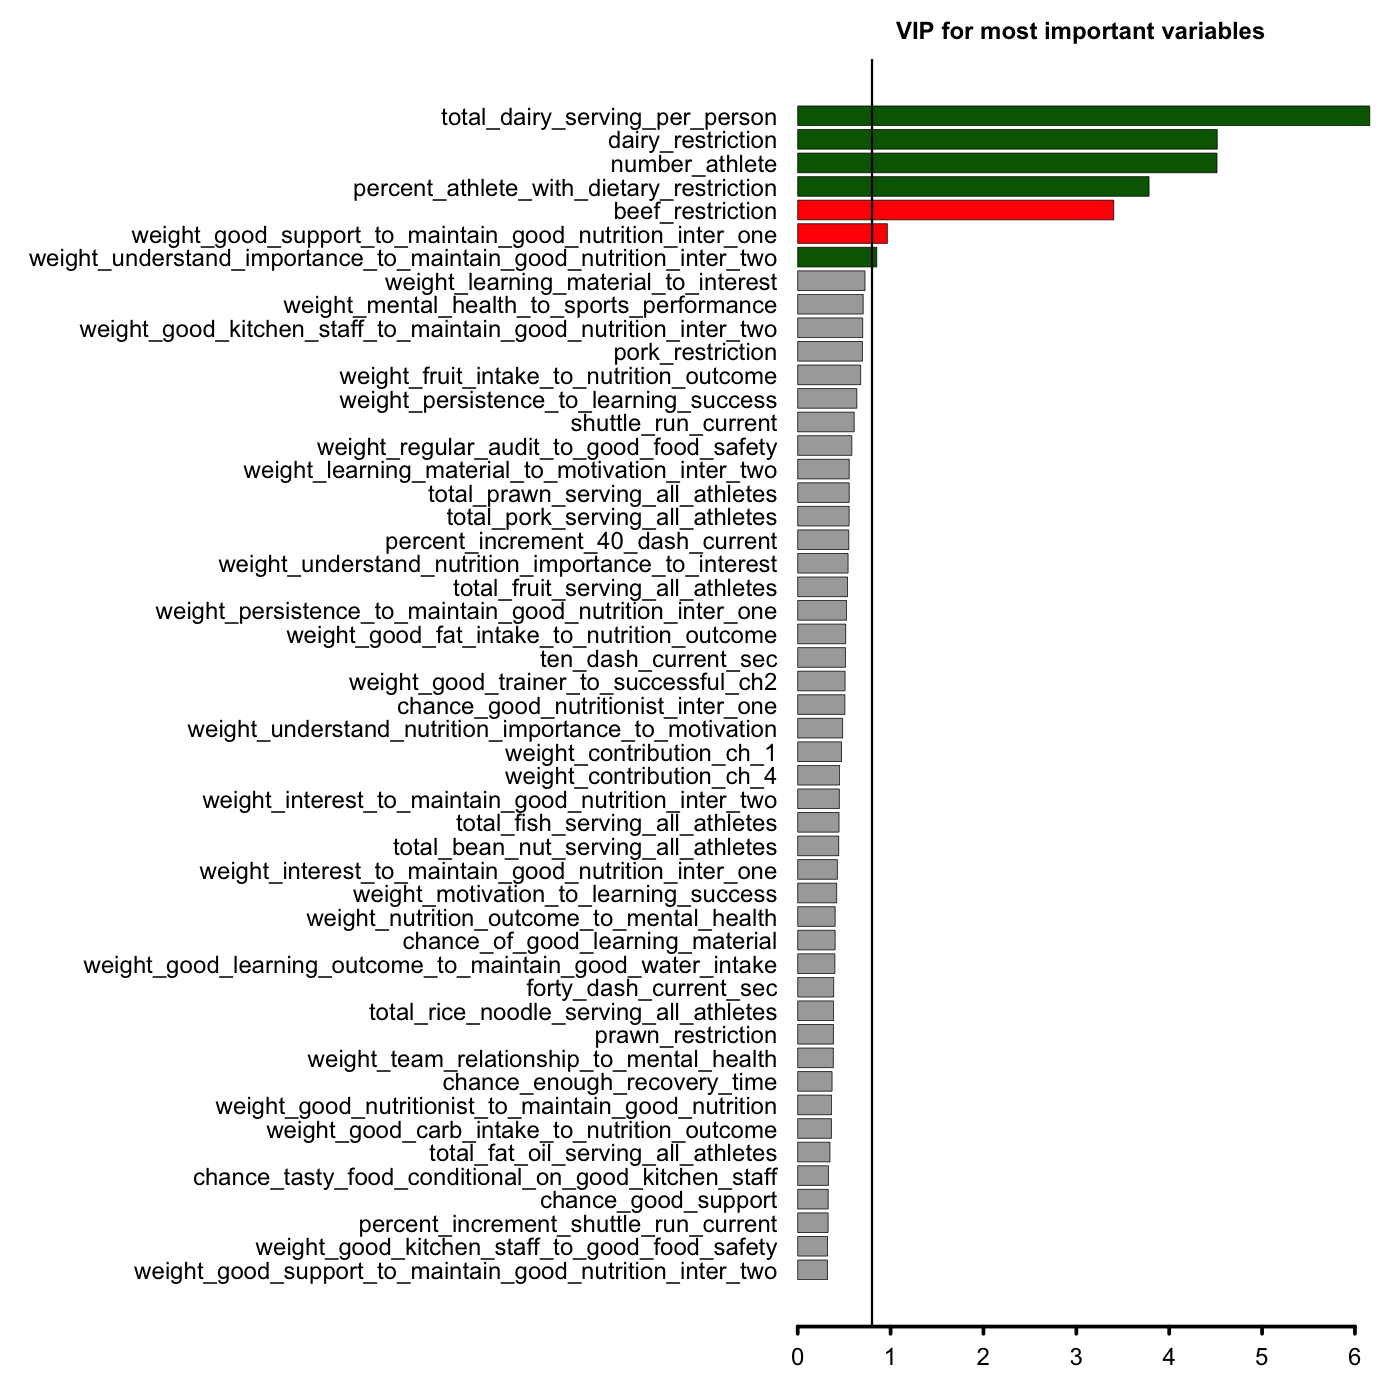 VIP for most important variables
total_dairy_serving_per_person
dairy_restriction
number_athlete
percent_athlete_with_dietary_restriction
beef_restriction
weight_good_support_to_maintain_good_nutrition_inter_one
weight_understand_importance_to_maintain_good_nutrition_inter_two
weight_learning_material_to_interest
weight_mental_health_to_sports_performance
weight_good_kitchen_staff_to_maintain_good_nutrition_inter_two
pork_restriction
weight_fruit_intake_to_nutrition_outcome
weight_persistence_to_learning_success
shuttle_run_current
weight_regular_audit_to_good_food_safety
weight_learning_material_to_motivation_inter_two
total_prawn_serving_all_athletes
total_pork_serving_all_athletes
percent_increment_40_dash_current
weight_understand_nutrition_importance_to_interest
total_fruit_serving_all_athletes
weight_persistence_to_maintain_good_nutrition_inter_one
weight_good_fat_intake_to_nutrition_outcome
ten_dash_current_sec
weight_good_trainer_to_successful_ch2
chance_good_nutritionist_inter_one
weight_understand_nutrition_importance_to_motivation
weight_contribution_ch_1
weight_contribution_ch_4
weight_interest_to_maintain_good_nutrition_inter_two
total_fish_serving_all_athletes
total_bean_nut_serving_all_athletes
weight_interest_to_maintain_good_nutrition_inter_one
weight_motivation_to_learning_success
weight_nutrition_outcome_to_mental_health
chance_of_good_learning_material
weight_good_learning_outcome_to_maintain_good_water_intake
forty_dash_current_sec
total_rice_noodle_serving_all_athletes
prawn_restriction
weight_team_relationship_to_mental_health
chance_enough_recovery_time
weight_good_nutritionist_to_maintain_good_nutrition
weight_good_carb_intake_to_nutrition_outcome
total_fat_oil_serving_all_athletes
chance_tasty_food_conditional_on_good_kitchen_staff
chance_good_support
percent_increment_shuttle_run_current
weight_good_kitchen_staff_to_good_food_safety
weight_good_support_to_maintain_good_nutrition_inter_two
0 1 2 3 4 5 6